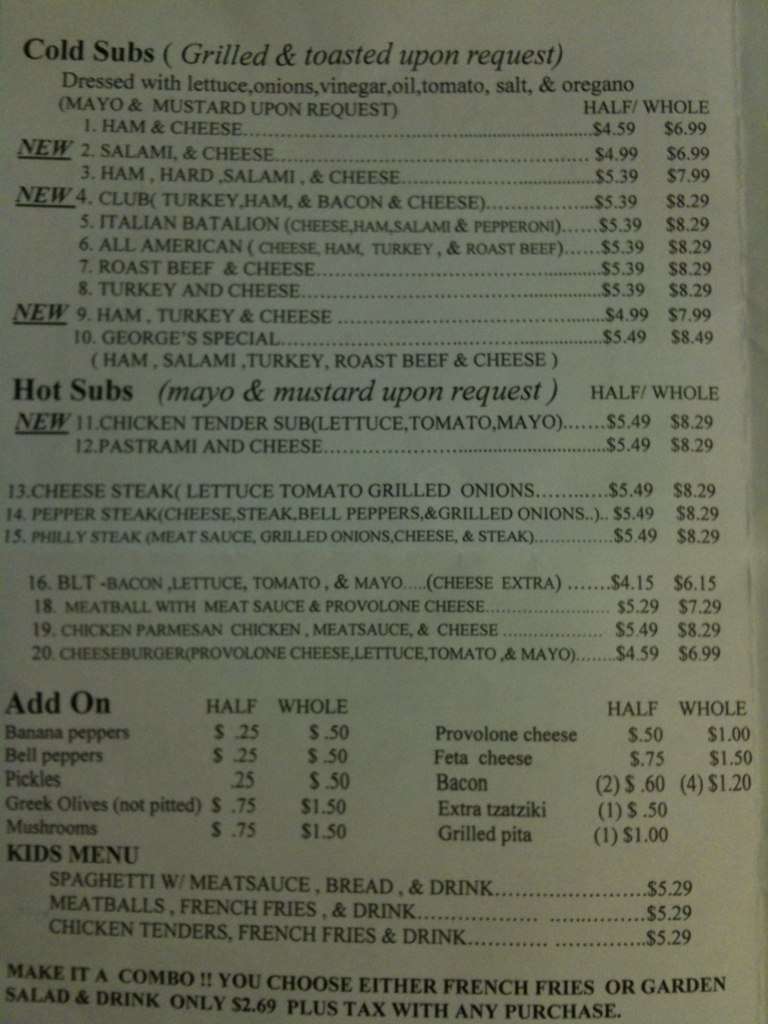 Cold Subs ( Grilled & toasted upon request)
Dressed with lettuce,onions,vinegar,oil,tomato, salt, & oregano
(MAYO & MUSTARD UPON REQUEST) HALF/ WHOLE
1. HAM & CHEESE................................................................$4.59 $6.99
NEW 2. SALAMI, & CHEESE.......................................................... $4.99 $6.99
3. HAM , HARD ,SALAMI , & CHEESE...................................$5.39 $7.99
NEW 4. CLUB( TURKEY,HAM, & BACON & CHEESE)....................$5.39 $8.29
5. ITALIAN BATALION (CHEESE,HAM,SALAMI & PEPPERONI)......$5.39 $8.29
6. ALL AMERICAN ( CHEESE, HAM, TURKEY , & ROAST BEEF)......$5.39 $8.29
7. ROAST BEEF & CHEESE....................................................$5.39 $8.29
8. TURKEY AND CHEESE.......................................................$5.39 $8.29
NEW 9. HAM , TURKEY & CHEESE ................................................$4.99 $7.99
10. GEORGE'S SPECIAL..........................................................$5.49 $8.49
( HAM , SALAMI ,TURKEY, ROAST BEEF & CHEESE )
Hot Subs (mayo & mustard upon request ) HALF/ WHOLE
NEW 11.CHICKEN TENDER SUB(LETTUCE,TOMATO,MAYO).......$5.49 $8.29
12.PASTRAMI AND CHEESE....................................................$5.49 $8.29
13.CHEESE STEAK( LETTUCE TOMATO GRILLED ONIONS............$5.49 $8.29
14. PEPPER STEAK(CHEESE,STEAK,BELL PEPPERS,&GRILLED ONIONS..).. $5.49 $8.29
15. PHILLY STEAK (MEAT SAUCE, GRILLED ONIONS,CHEESE, & STEAK)..............$5.49 $8.29
16. BLT -BACON ,LETTUCE, TOMATO , & MAYO....(CHEESE EXTRA) .......$4.15 $6.15
18. MEATBALL WITH MEAT SAUCE & PROVOLONE CHEESE...................... $5.29 $7.29
19. CHICKEN PARMESAN CHICKEN , MEATSAUCE, & CHEESE .................. $5.49 $8.29
20. CHEESEBURGER(PROVOLONE CHEESE,LETTUCE,TOMATO ,& MAYO)........$4.59 $6.99
Add On HALF WHOLE HALF WHOLE
Banana peppers $ .25 $ .50 Provolone cheese $.50 $1.00
Bell peppers $ .25 $ .50 Feta cheese $.75 $1.50
Pickles .25 $ .50 Bacon (2) $ .60 (4) $1.20
Greek Olives (not pitted) $ .75 $1.50 Extra tzatziki (1) $ .50
Mushrooms $ .75 $1.50 Grilled pita (1) $1.00
KIDS MENU
SPAGHETTI W/ MEATSAUCE , BREAD , & DRINK.........................$5.29
MEATBALLS , FRENCH FRIES , & DRINK.................. ...............$5.29
CHICKEN TENDERS, FRENCH FRIES & DRINK............ ...............$5.29
MAKE IT A COMBO !! YOU CHOOSE EITHER FRENCH FRIES OR GARDEN
SALAD & DRINK ONLY $2.69 PLUS TAX WITH ANY PURCHASE.